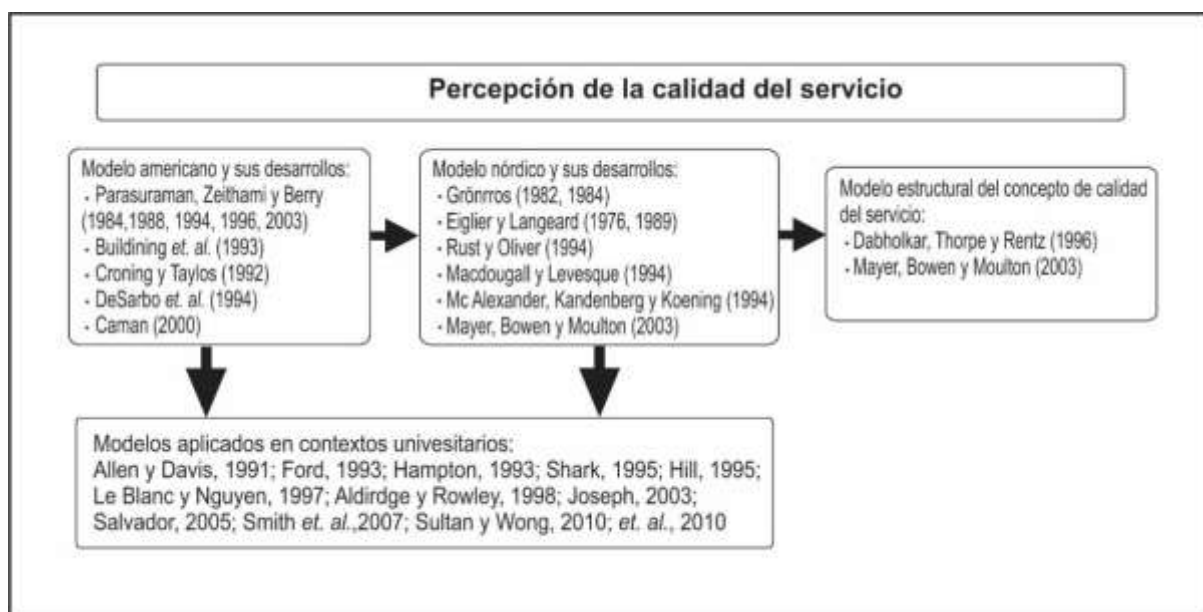 Percepción de la calidad del servicio
Modelo americano y sus desarrollos:
- Parasuraman, Zeithami y Berry
(1984,1988, 1994, 1996, 2003)
- Buildining et. al. (1993)
- Croning y Taylos (1992)
- DeSarbo et. al. (1994)
- Caman (2000)
Modelo nórdico y sus desarrollos:
- Grönrros (1982, 1984)
- Eiglier y Langeard (1976, 1989)
- Rust y Oliver (1994)
- Macdougall y Levesque (1994)
- Mc Alexander, Kandenberg y Koening (1994)
- Mayer, Bowen y Moulton (2003)
Modelo estructural del concepto de calidad
del servicio:
- Dabholkar, Thorpe y Rentz (1996)
- Mayer, Bowen y Moulton (2003)
Modelos aplicados en contextos univesitarios:
Allen y Davis, 1991; Ford, 1993; Hampton, 1993; Shark, 1995; Hill, 1995;
Le Blanc y Nguyen, 1997; Aldirdge y Rowley, 1998; Joseph, 2003;
Salvador, 2005; Smith et. al.,2007; Sultan y Wong, 2010; et. al., 2010